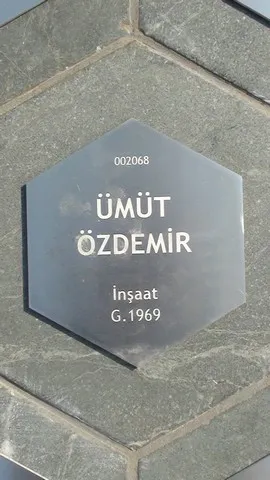 002068
ÜMÜT
ÖZDEMİR
İnşaat
G.1969